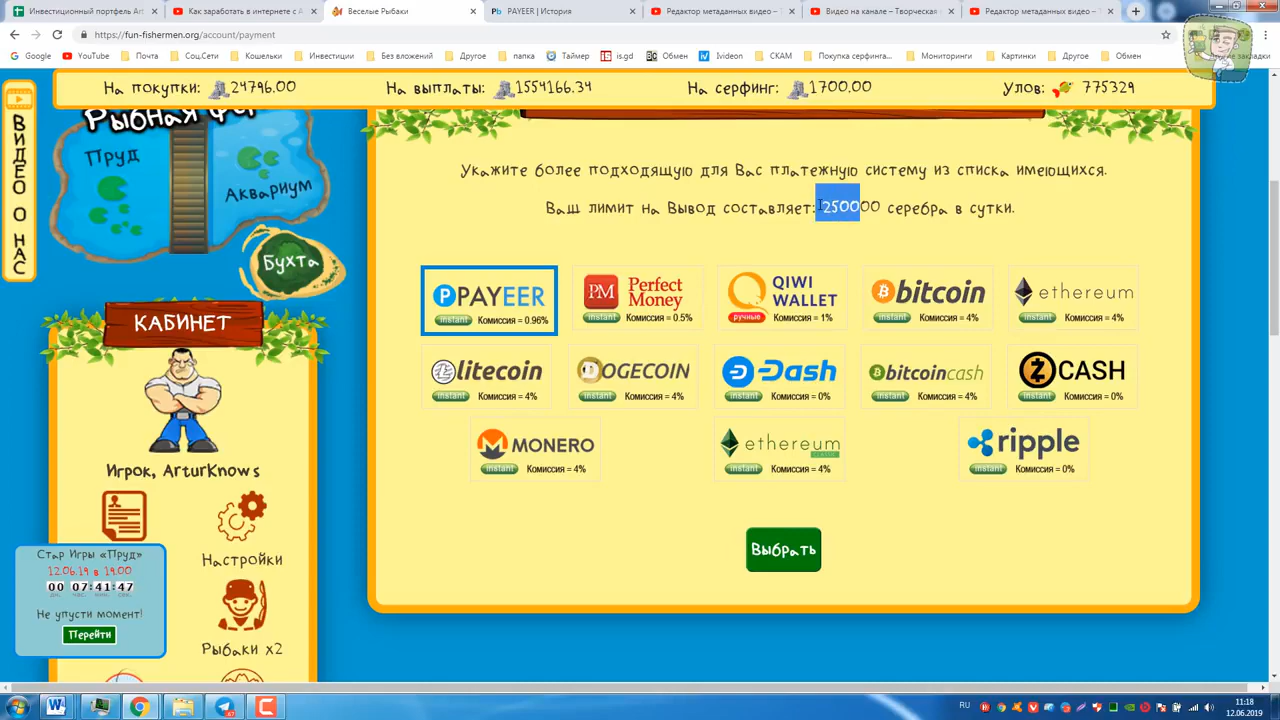 Инвестиционный портфель Art
Как заработать в интернете с А
Веселые Рыбаки
PAYEER | История
Редактор метаданных видео –
Видео на канале – Творческая
Редактор метаданных видео –
https://fun-fishermen.org/account/payment
Google
YouTube
Почта
Соц.Сети
Кошельки
Инвестиции
Без вложений
Другое
папка
Таймер
is.gd
Обмен
Ivideon
СКАМ
Покупка серфинга...
Мониторинги
Картинки
Другое
Обмен
закладки
На покупки: 24796.00
На выплаты: 1554166.34
На серфинг: 1700.00
Улов: 775329
ВИДЕО О НАС
Рыбная
Пруд
Аквариум
Бухта
Укажите более подходящую для Вас платежную систему из списка имеющихся.
Ваш лимит на Вывод составляет: 250000 серебра в сутки.
PAYEER
instant Комиссия = 0.96%
PM Perfect Money
instant Комиссия = 0.5%
QIWI WALLET
ручные Комиссия = 1%
bitcoin
instant Комиссия = 4%
ethereum
instant Комиссия = 4%
litecoin
instant Комиссия = 4%
DOGECOIN
instant Комиссия = 4%
Dash
instant Комиссия = 0%
bitcoincash
instant Комиссия = 4%
ZCASH
instant Комиссия = 0%
MONERO
instant Комиссия = 4%
ethereum
CLASSIC
instant Комиссия = 4%
ripple
instant Комиссия = 0%
Выбрать
КАБИНЕТ
Игрок, ArturKnows
Настройки
Рыбаки x2
Стар Игры «Пруд»
12.06.19 в 19.00
00 07:41:47
Не упусти момент!
Перейти
RU
11:18
12.06.2019